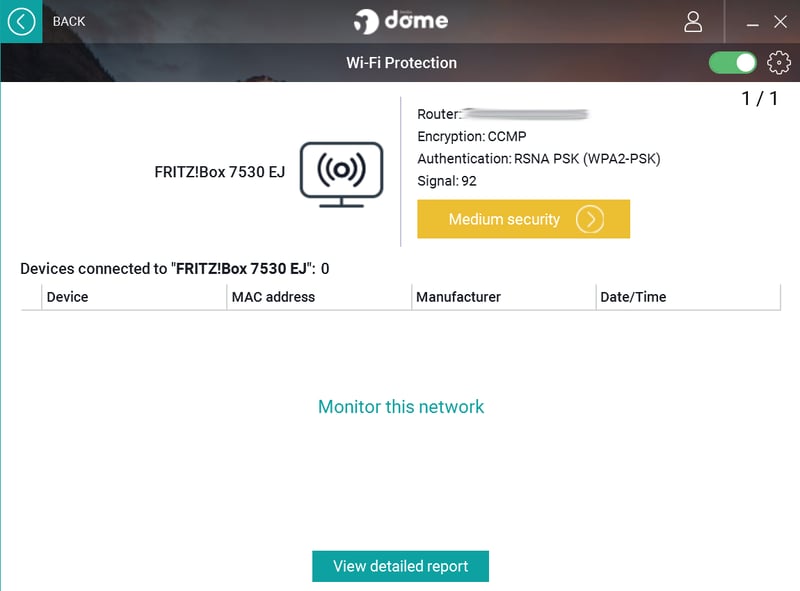 BACK
dome
Wi-Fi Protection
1 / 1
FRITZ!Box 7530 EJ
Router:
Encryption: CCMP
Authentication: RSNA PSK (WPA2-PSK)
Signal: 92
Medium security
Devices connected to "FRITZ!Box 7530 EJ": 0
Device MAC address Manufacturer Date/Time
Monitor this network
View detailed report